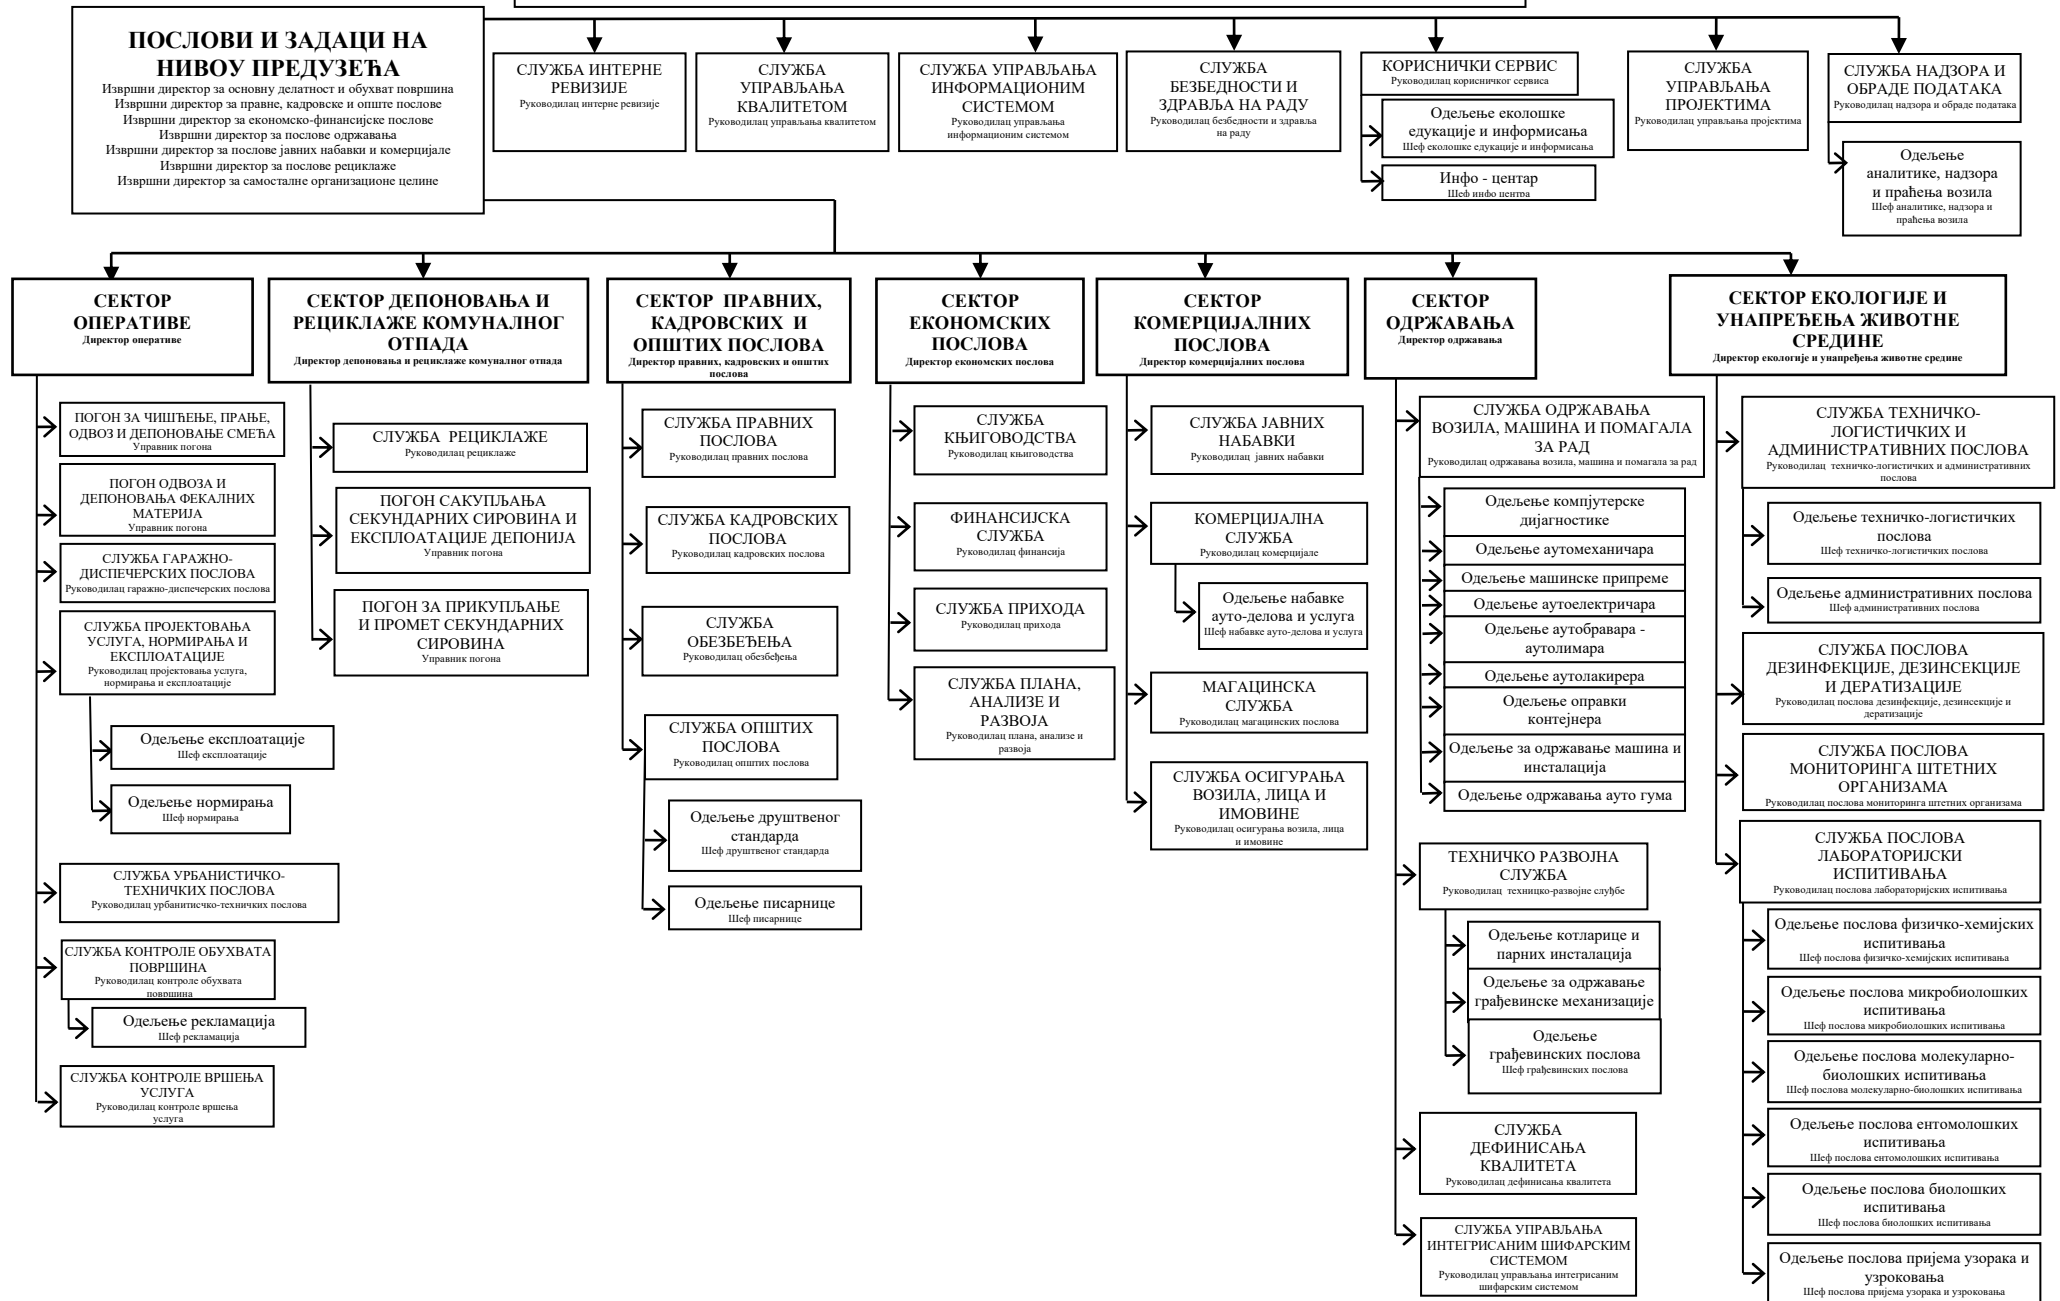 ПОСЛОВИ И ЗАДАЦИ НА
НИВОУ ПРЕДУЗЕЋА
Извршни директор за основну делатност и обухват површина
Извршни директор за правне, кадровске и опште послове
Извршни директор за економско-финансијске послове
Извршни директор за послове одржавања
Извршни директор за послове јавних набавки и комерцијале
Извршни директор за послове рециклаже
Извршни директор за самосталне организационе целине
СЛУЖБА ИНТЕРНЕ
РЕВИЗИЈЕ
Руководилац интерне ревизије
СЛУЖБА
УПРАВЉАЊА
КВАЛИТЕТОМ
Руководилац управљања квалитетом
СЛУЖБА УПРАВЉАЊА
ИНФОРМАЦИОНИМ
СИСТЕМОМ
Руководилац управљања
информационим системом
СЛУЖБА
БЕЗБЕДНОСТИ И
ЗДРАВЉА НА РАДУ
Руководилац безбедности и здравља
на раду
КОРИСНИЧКИ СЕРВИС
Руководилац корисничког сервиса
Одељење еколошке
едукације и информисања
Шеф еколошке едукације и информисања
Инфо - центар
Шеф инфо центра
СЛУЖБА
УПРАВЉАЊА
ПРОЈЕКТИМА
Руководилац управљања пројектима
СЛУЖБА НАДЗОРА И
ОБРАДЕ ПОДАТАКА
Руководилац надзора и обраде података
Одељење
аналитике, надзора
и праћења возила
Шеф аналитике, надзора и
праћења возила
СЕКТОР
ОПЕРАТИВЕ
Директор оперативе
ПОГОН ЗА ЧИШЋЕЊЕ, ПРАЊЕ,
ОДВОЗ И ДЕПОНОВАЊЕ СМЕЋА
Управник погона
ПОГОН ОДВОЗА И
ДЕПОНОВАЊА ФЕКАЛНИХ
МАТЕРИЈА
Управник погона
СЛУЖБА ГАРАЖНО-
ДИСПЕЧЕРСКИХ ПОСЛОВА
Руководилац гаражно-диспечерских послова
СЛУЖБА ПРОЈЕКТОВАЊА
УСЛУГА, НОРМИРАЊА И
ЕКСПЛОАТАЦИЈЕ
Руководилац пројектовања услуга,
нормирања и експлоатације
Одељење експлоатације
Шеф експлоатације
Одељење нормирања
Шеф нормирања
СЛУЖБА УРБАНИСТИЧКО-
ТЕХНИЧКИХ ПОСЛОВА
Руководилац урбанитисчко-техничких послова
СЛУЖБА КОНТРОЛЕ ОБУХВАТА
ПОВРШИНА
Руководилац контроле обухвата
површина
Одељење рекламација
Шеф рекламација
СЛУЖБА КОНТРОЛЕ ВРШЕЊА
УСЛУГА
Руководилац контроле вршења
услуга
СЕКТОР ДЕПОНОВАЊА И
РЕЦИКЛАЖЕ КОМУНАЛНОГ
ОТПАДА
Директор депоновања и рециклаже комуналног отпада
СЛУЖБА РЕЦИКЛАЖЕ
Руководилац рециклаже
ПОГОН САКУПЉАЊА
СЕКУНДАРНИХ СИРОВИНА И
ЕКСПЛОАТАЦИЈЕ ДЕПОНИЈА
Управник погона
ПОГОН ЗА ПРИКУПЉАЊЕ
И ПРОМЕТ СЕКУНДАРНИХ
СИРОВИНА
Управник погона
СЕКТОР ПРАВНИХ,
КАДРОВСКИХ И
ОПШТИХ ПОСЛОВА
Директор правних, кадровских и општих
послова
СЛУЖБА ПРАВНИХ
ПОСЛОВА
Руководилац правних послова
СЛУЖБА КАДРОВСКИХ
ПОСЛОВА
Руководилац кадровских послова
СЛУЖБА
ОБЕЗБЕЂЕЊА
Руководилац обезбеђења
СЛУЖБА ОПШТИХ
ПОСЛОВА
Руководилац општих послова
Одељење друштвеног
стандарда
Шеф друштвеног стандарда
Одељење писарнице
Шеф писарнице
СЕКТОР
ЕКОНОМСКИХ
ПОСЛОВА
Директор економских послова
СЛУЖБА
КЊИГОВОДСТВА
Руководилац књиговодства
ФИНАНСИЈСКА
СЛУЖБА
Руководилац финансија
СЛУЖБА ПРИХОДА
Руководилац прихода
СЛУЖБА ПЛАНА,
АНАЛИЗЕ И
РАЗВОЈА
Руководилац плана, анализе и
развоја
СЕКТОР
КОМЕРЦИЈАЛНИХ
ПОСЛОВА
Директор комерцијалних послова
СЛУЖБА ЈАВНИХ
НАБАВКИ
Руководилац јавних набавки
КОМЕРЦИЈАЛНА
СЛУЖБА
Руководилац комерцијале
Одељење набавке
ауто-делова и услуга
Шеф набавке ауто-делова и услуга
МАГАЦИНСКА
СЛУЖБА
Руководилац магацинских послова
СЛУЖБА ОСИГУРАЊА
ВОЗИЛА, ЛИЦА И
ИМОВИНЕ
Руководилац осигурања возила, лица
и имовине
СЕКТОР
ОДРЖАВАЊА
Директор одржавања
СЛУЖБА ОДРЖАВАЊА
ВОЗИЛА, МАШИНА И ПОМАГАЛА
ЗА РАД
Руководилац одржавања возила, машина и помагала за рад
Одељење компјутерске
дијагностике
Одељење аутомеханичара
Одељење машинске припреме
Одељење аутоелектричара
Одељење аутобравара -
аутолимара
Одељење аутолакирера
Одељење оправки
контејнера
Одељење за одржавање машина и
инсталација
Одељење одржавања ауто гума
ТЕХНИЧКО РАЗВОЈНА
СЛУЖБА
Руководилац техницко-развојне слуђбе
Одељење котларице и
парних инсталација
Одељење за одржавање
грађевинске механизације
Одељење
грађевинских послова
Шеф грађевинских послова
СЛУЖБА
ДЕФИНИСАЊА
КВАЛИТЕТА
Руководилац дефинисања квалитета
СЛУЖБА УПРАВЉАЊА
ИНТЕГРИСАНИМ ШИФАРСКИМ
СИСТЕМОМ
Руководилац управљања интегрисаним
шифарским системом
СЕКТОР ЕКОЛОГИЈЕ И
УНАПРЕЂЕЊА ЖИВОТНЕ
СРЕДИНЕ
Директор екологије и унапређења животне средине
СЛУЖБА ТЕХНИЧКО-
ЛОГИСТИЧКИХ И
АДМИНИСТРАТИВНИХ ПОСЛОВА
Руководилац техничко-логистичких и административних
послова
Одељење техничко-логистичких
послова
Шеф техничко-логистичких послова
Одељење административних послова
Шеф административних послова
СЛУЖБА ПОСЛОВА
ДЕЗИНФЕКЦИЈЕ, ДЕЗИНСЕКЦИЈЕ
И ДЕРАТИЗАЦИЈЕ
Руководилац послова дезинфекције, дезинсекције и
дератизације
СЛУЖБА ПОСЛОВА
МОНИТОРИНГА ШТЕТНИХ
ОРГАНИЗАМА
Руководилац послова мониторинга штетних организама
СЛУЖБА ПОСЛОВА
ЛАБОРАТОРИЈСКИ
ИСПИТИВАЊА
Руководилац послова лабораторијских испитивања
Одељење послова физичко-хемијских
испитивања
Шеф послова физичко-хемијских испитивања
Одељење послова микробиолошких
испитивања
Шеф послова микробиолошких испитивања
Одељење послова молекуларно-
биолошких испитивања
Шеф послова молекуларно-биолошких испитивања
Одељење послова ентомолошких
испитивања
Шеф послова ентомолошких испитивања
Одељење послова биолошких
испитивања
Шеф послова биолошких испитивања
Одељење послова пријема узорака и
узроковања
Шеф послова пријема узорака и узроковања